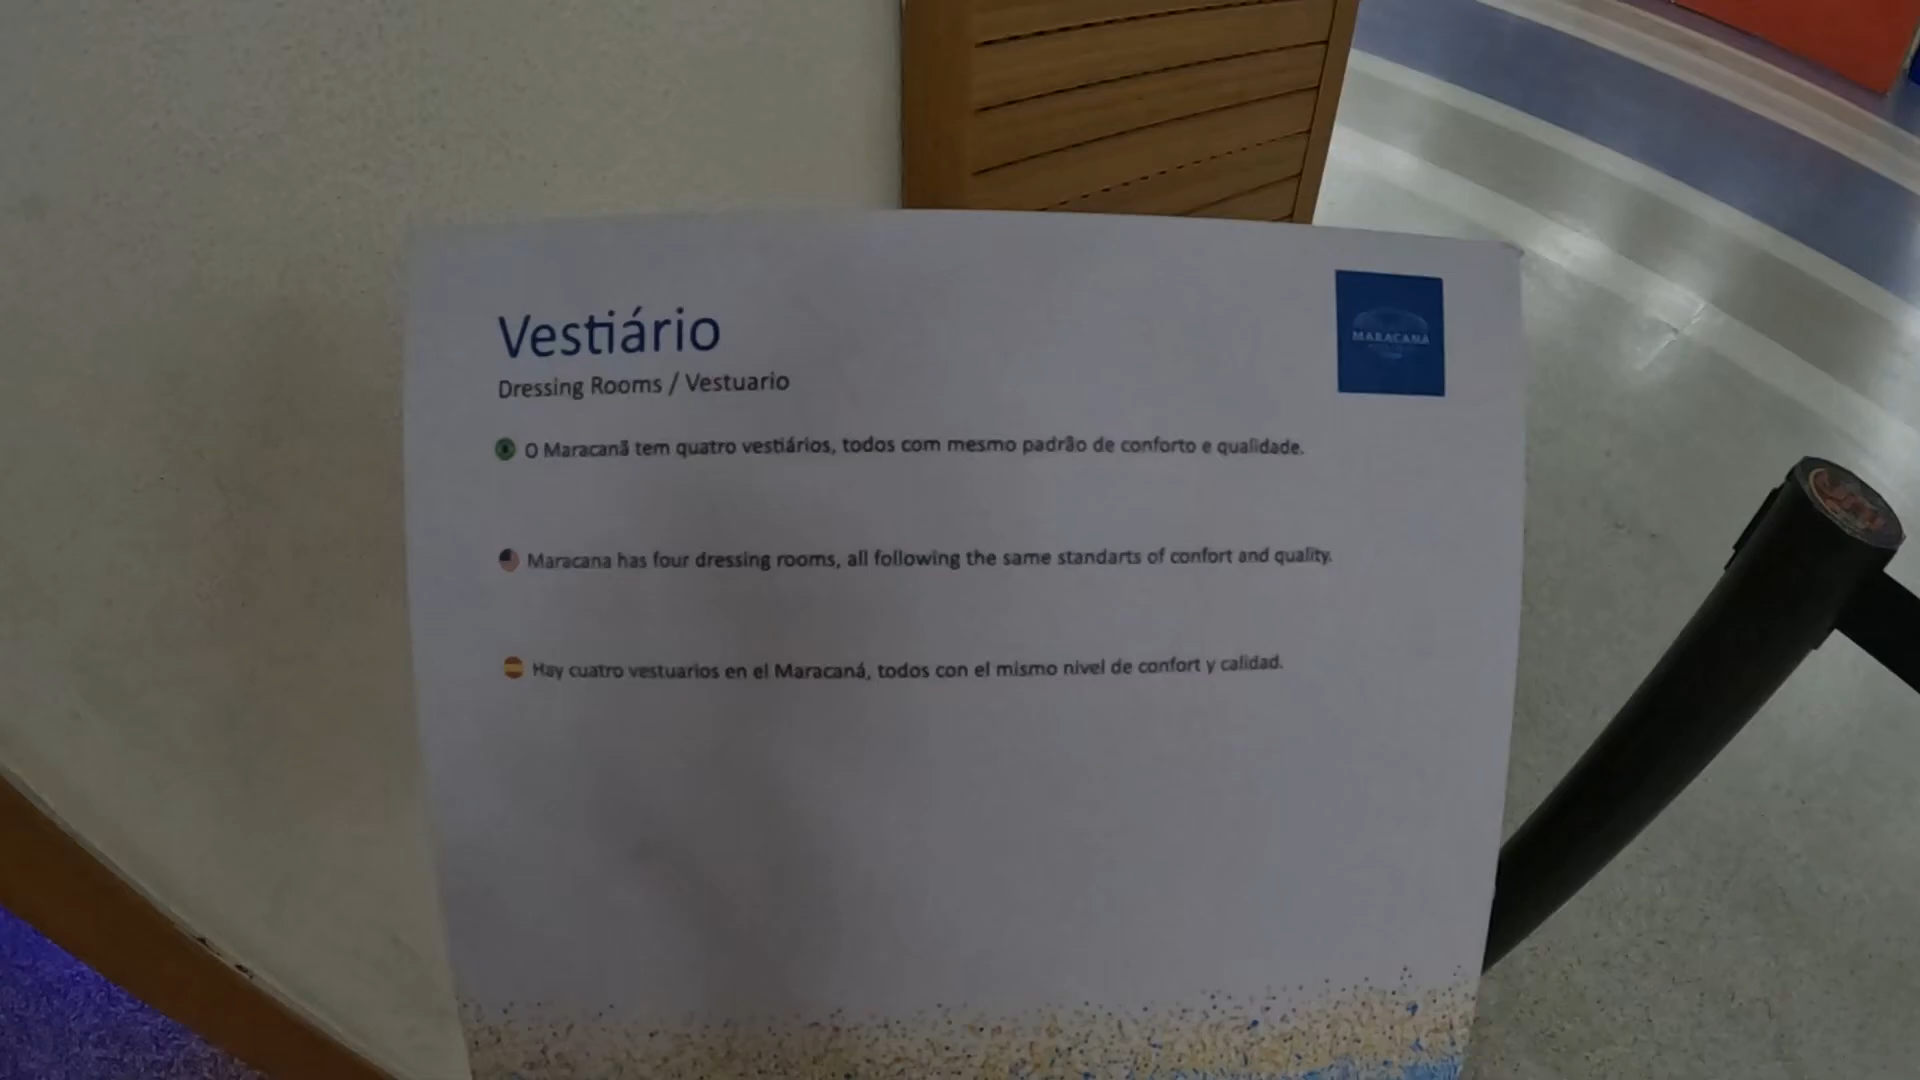 Vestiário
Dressing Rooms / Vestuario
MARACANÃ
O Maracanã tem quatro vestiários, todos com mesmo padrão de conforto e qualidade.
Maracana has four dressing rooms, all following the same standarts of confort and quality.
Hay cuatro vestuarios en el Maracaná, todos con el mismo nivel de confort y calidad.